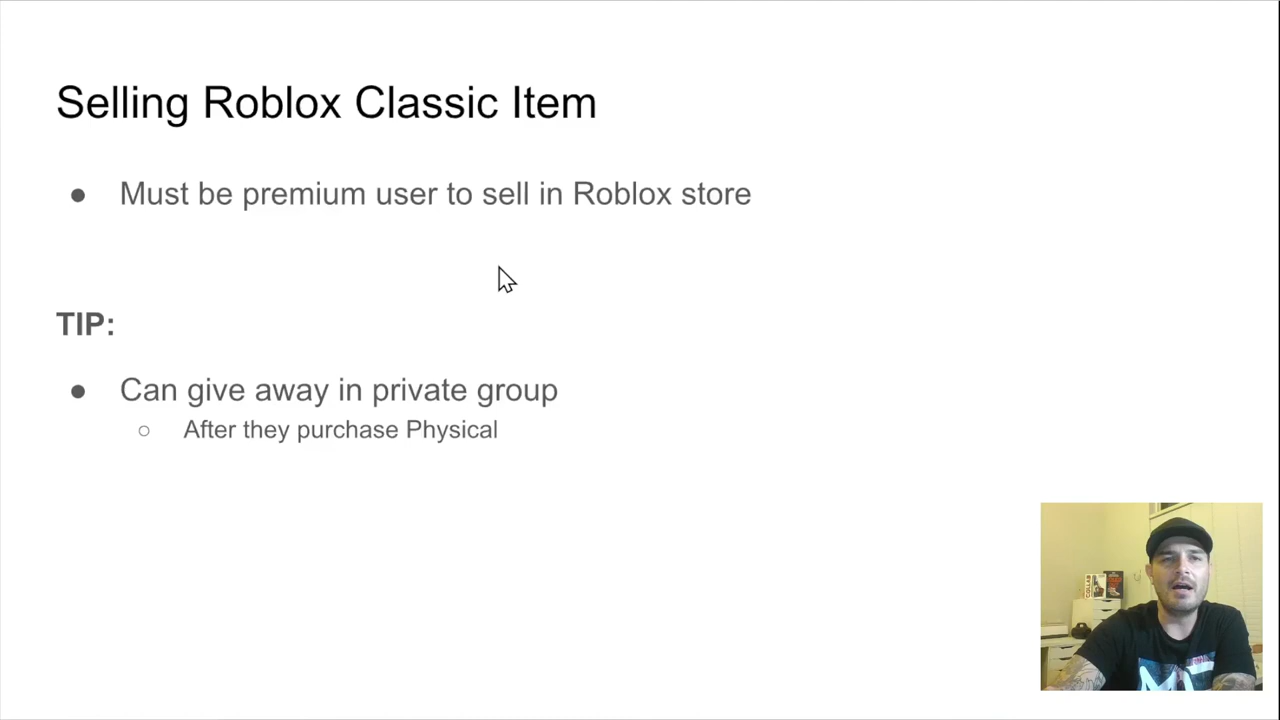 Selling Roblox Classic Item
● Must be premium user to sell in Roblox store
TIP:
● Can give away in private group
○ After they purchase Physical